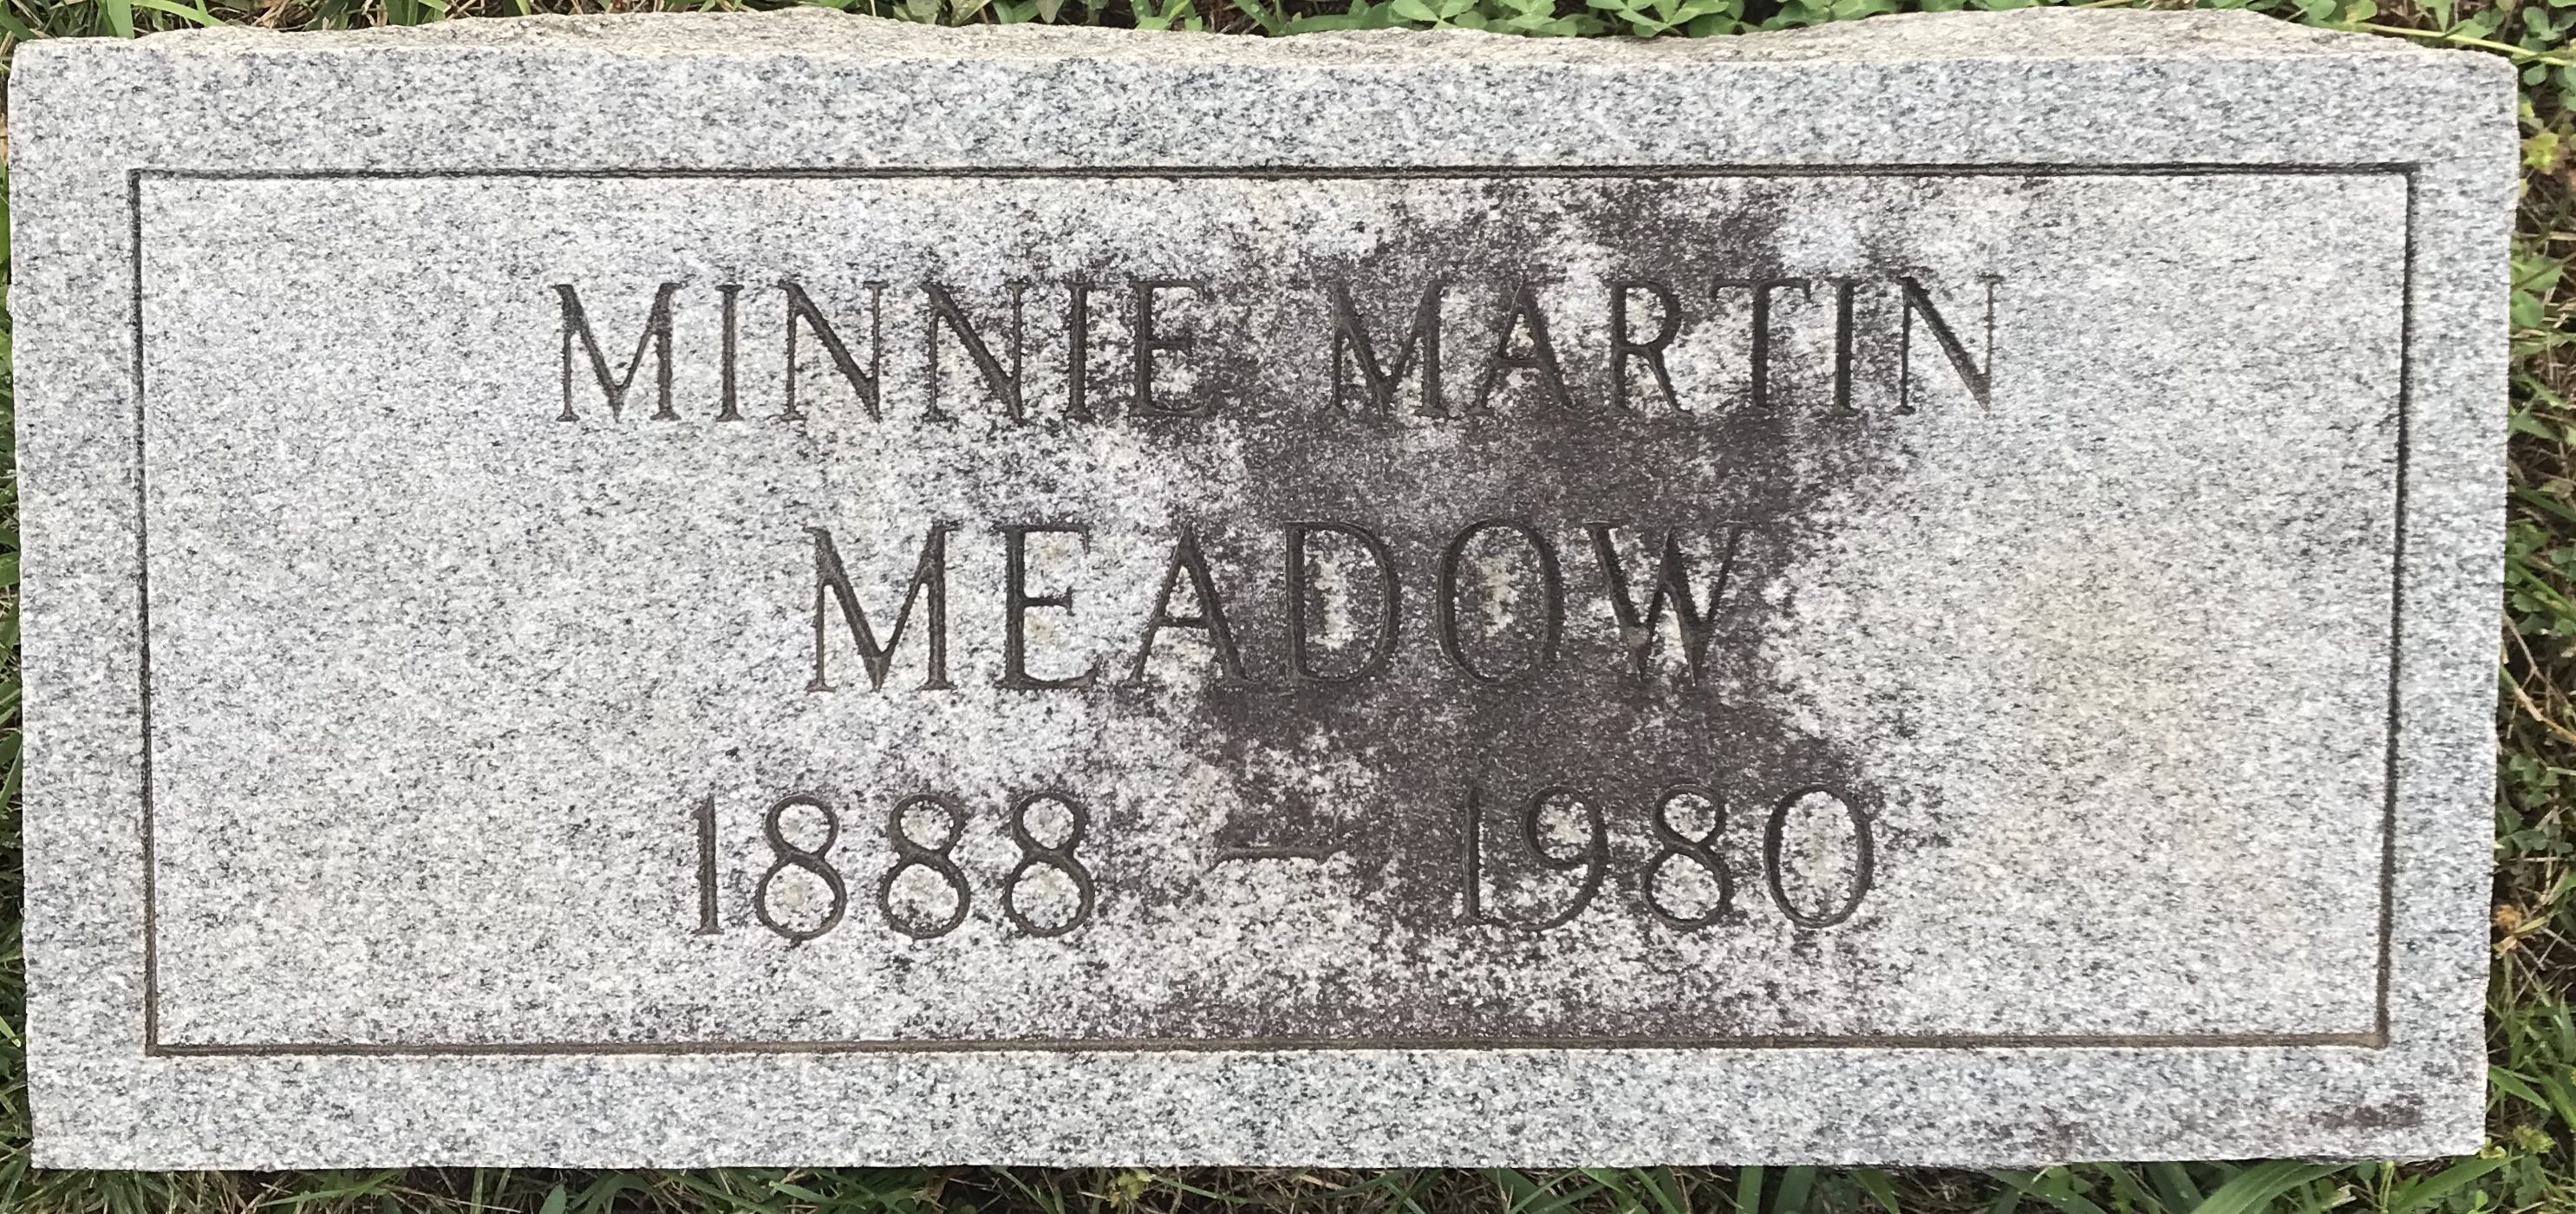 MINNIE MARTIN
MEADOW
1888 – 1980